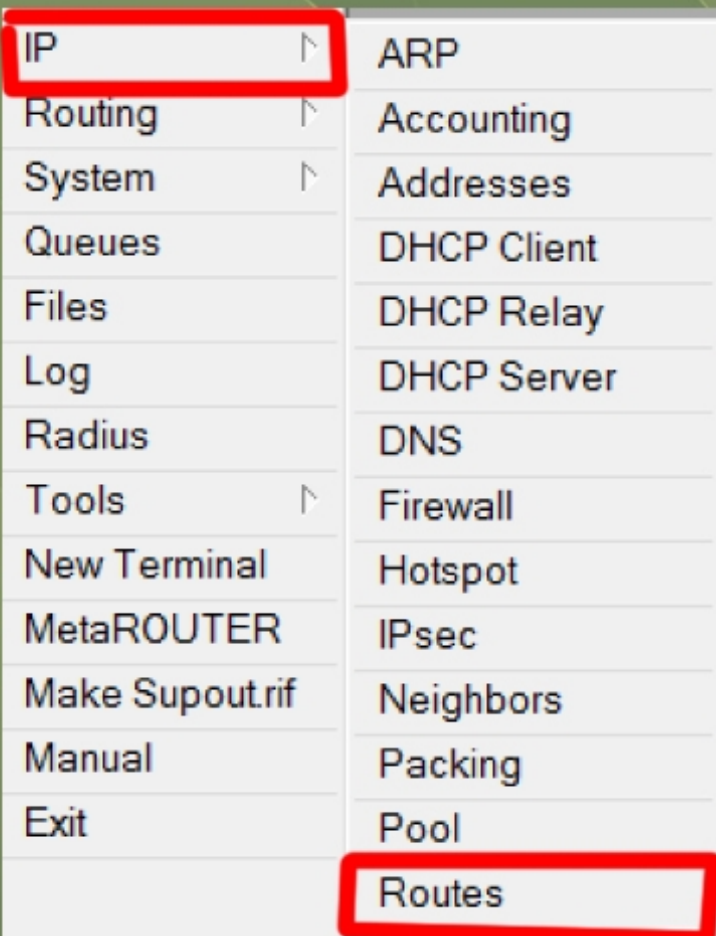 IP
Routing
System
Queues
Files
Log
Radius
Tools
New Terminal
MetaROUTER
Make Supout.rif
Manual
Exit
ARP
Accounting
Addresses
DHCP Client
DHCP Relay
DHCP Server
DNS
Firewall
Hotspot
IPsec
Neighbors
Packing
Pool
Routes